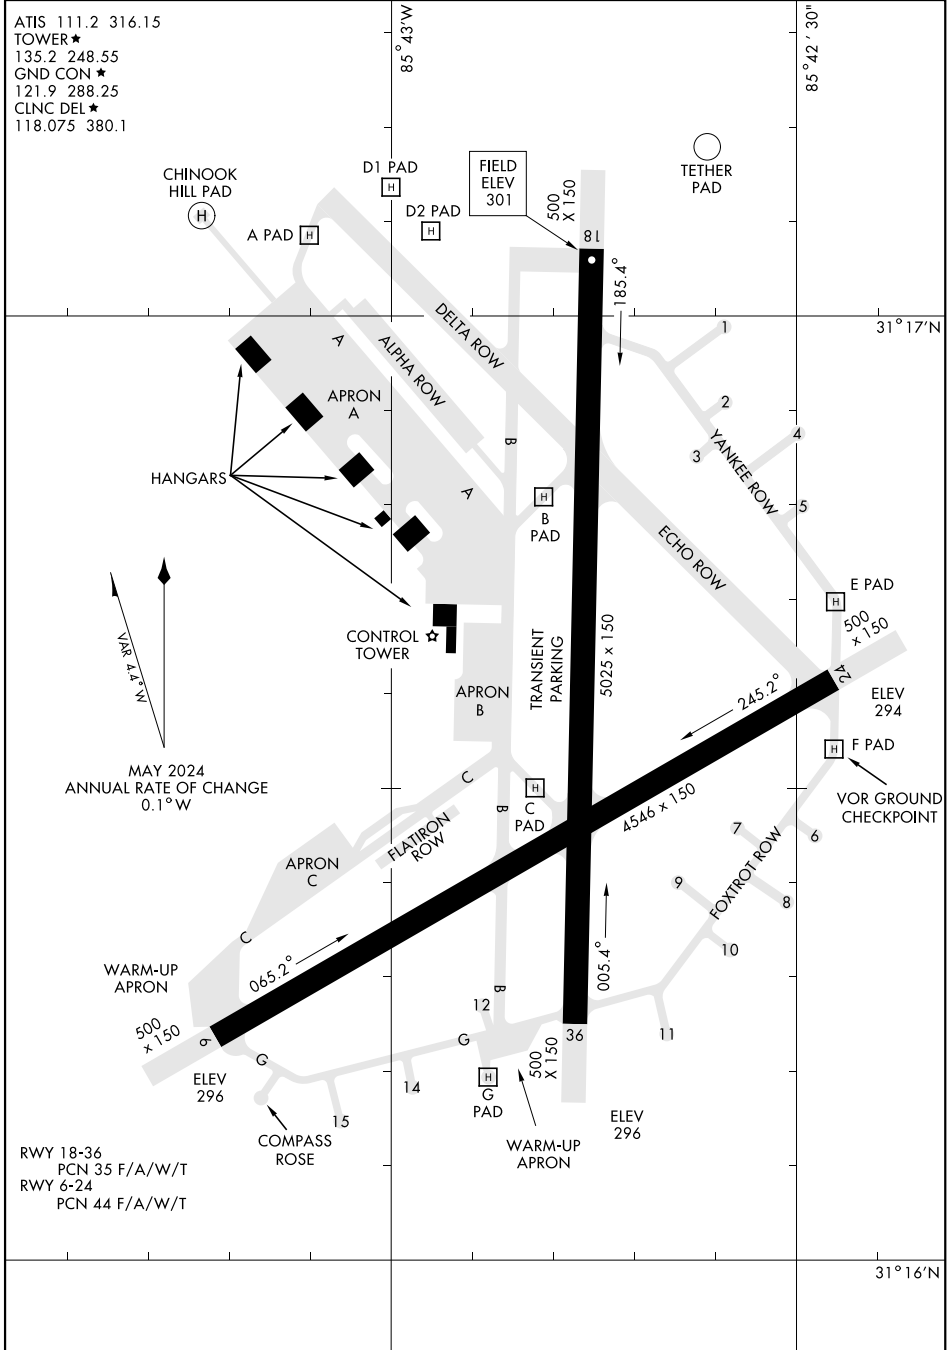 ATIS 111.2 316.15
TOWER★
135.2 248.55
GND CON ★
121.9 288.25
CLNC DEL ★
118.075 380.1
85°43'W
85°42'30"
CHINOOK
HILL PAD
H
A PAD H
D1 PAD
H
D2 PAD
H
FIELD
ELEV
301
500
X 150
TETHER
PAD
18
185.4°
31°17'N
DELTA ROW
ALPHA ROW
A
APRON
A
1
2
3
4
5
YANKEE ROW
B
HANGARS
A
H
B
PAD
ECHO ROW
E PAD
H
500
x 150
VAR 4.4° W
CONTROL
TOWER
TRANSIENT
PARKING
5025 x 150
APRON
B
245.2°
24
ELEV
294
H F PAD
MAY 2024
ANNUAL RATE OF CHANGE
0.1° W
C
B
H
C
PAD
4546 x 150
VOR GROUND
CHECKPOINT
FLATIRON
ROW
7
6
APRON
C
FOXTROT ROW
9
8
C
10
065.2°
005.4°
WARM-UP
APRON
B
12
500
x 150
6
G
G
36
11
500
X 150
ELEV
296
14
H
G
PAD
15
ELEV
296
COMPASS
ROSE
WARM-UP
APRON
RWY 18-36
PCN 35 F/A/W/T
RWY 6-24
PCN 44 F/A/W/T
31°16'N